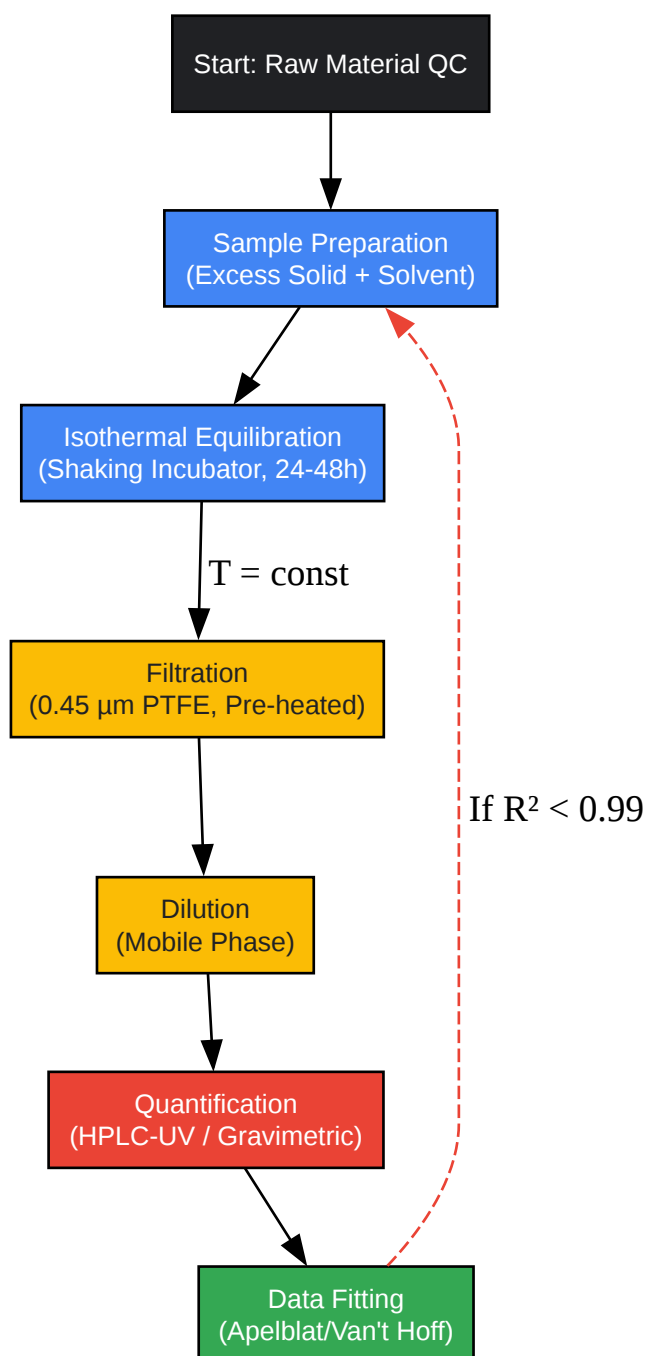 Start: Raw Material QC
Sample Preparation
(Excess Solid + Solvent)
Isothermal Equilibration
(Shaking Incubator, 24-48h)
T = const
Filtration
(0.45 µm PTFE, Pre-heated)
If R² < 0.99
Dilution
(Mobile Phase)
Quantification
(HPLC-UV / Gravimetric)
Data Fitting
(Apelblat/Van't Hoff)